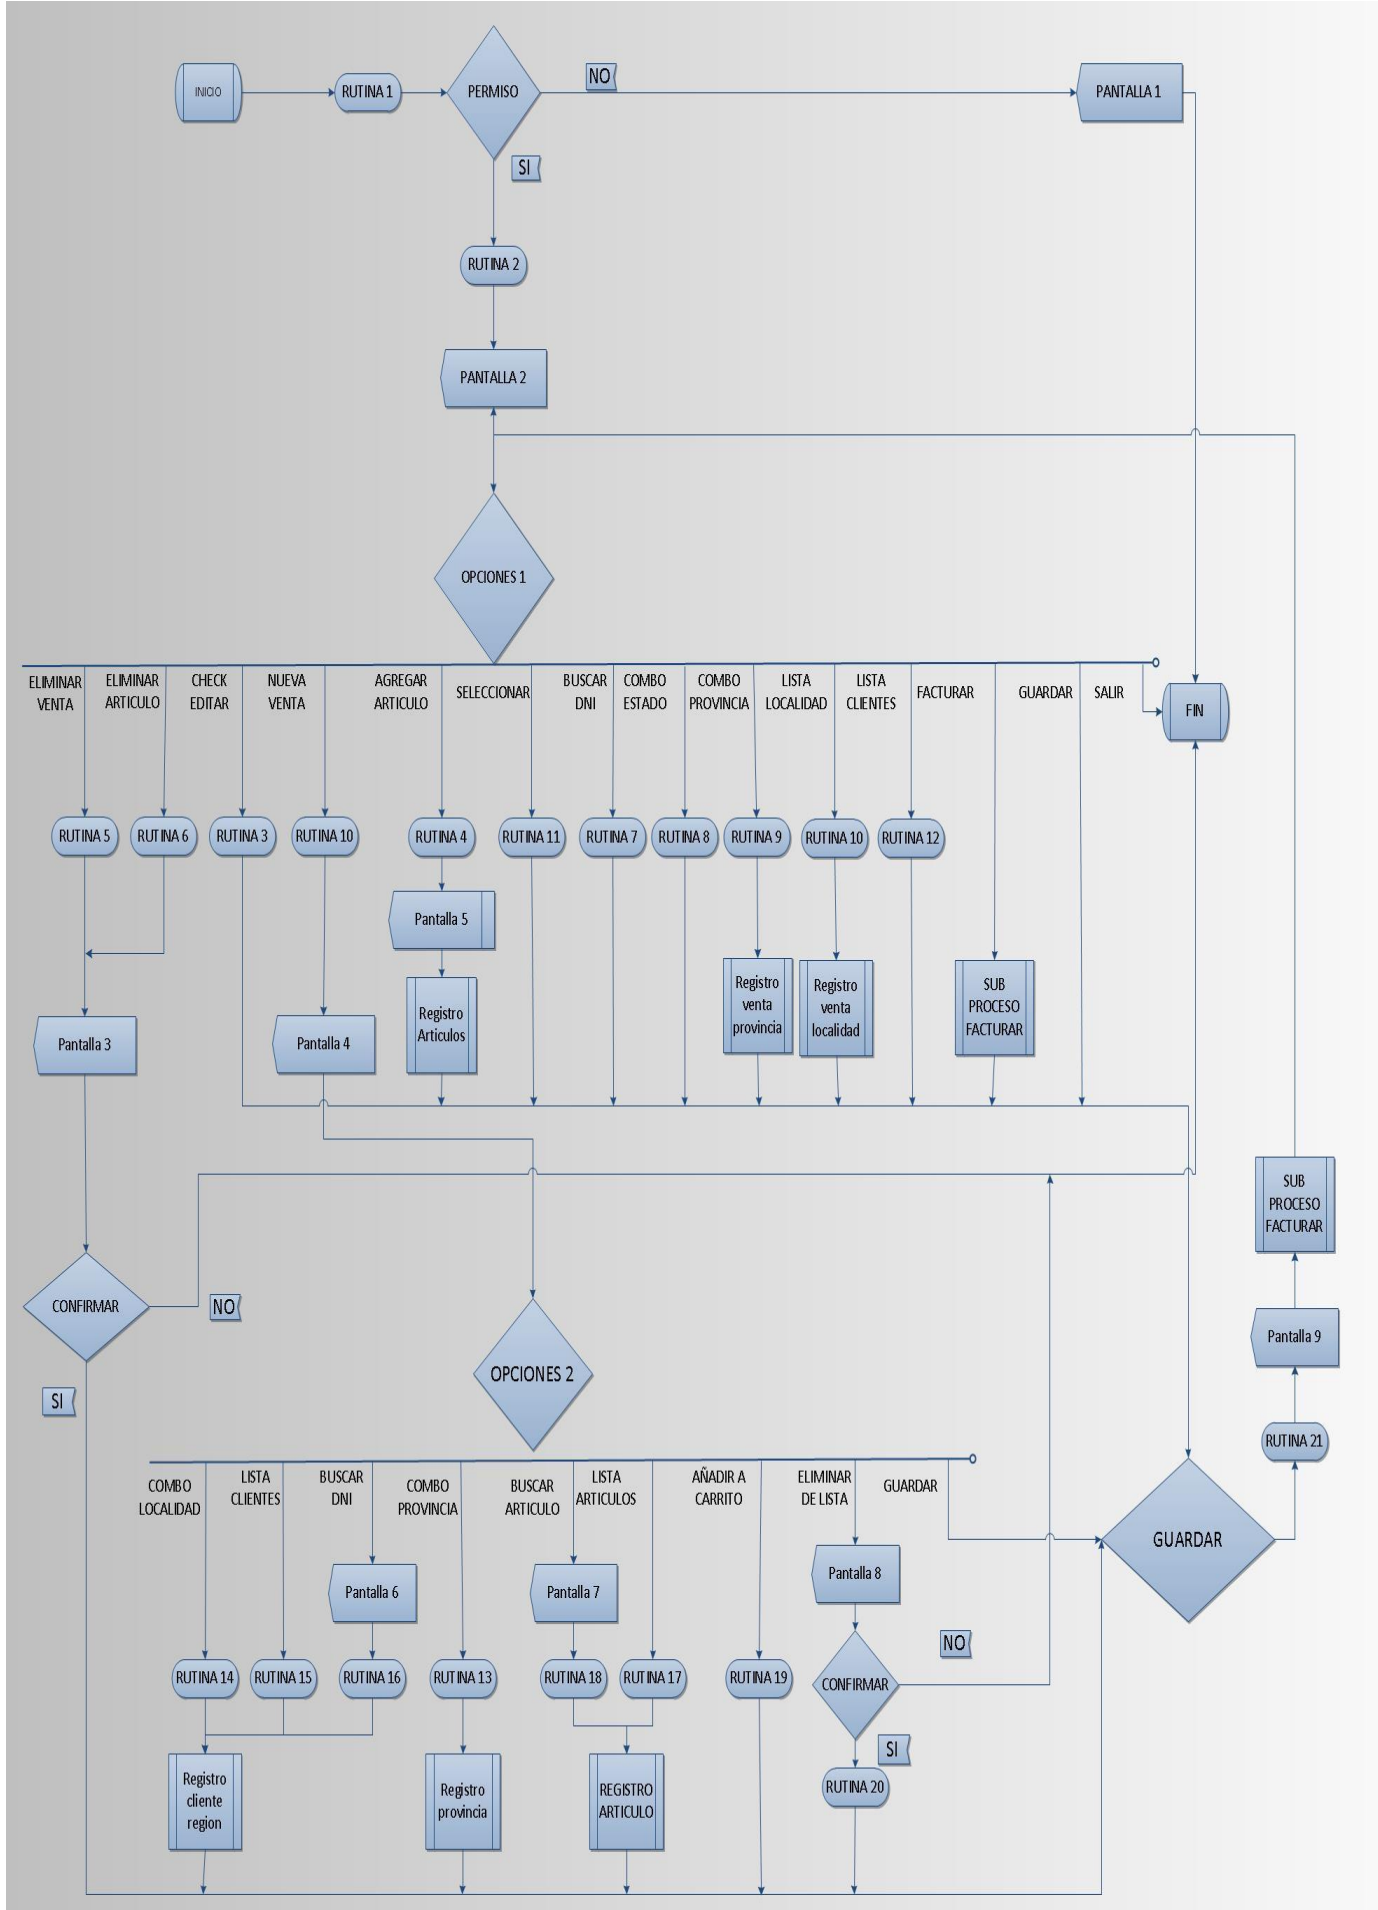 INICIO
RUTINA 1
PERMISO
NO
PANTALLA 1
SI
RUTINA 2
PANTALLA 2
OPCIONES 1
ELIMINAR
VENTA
ELIMINAR
ARTICULO
CHECK
EDITAR
NUEVA
VENTA
AGREGAR
ARTICULO
SELECCIONAR
BUSCAR
DNI
COMBO
ESTADO
COMBO
PROVINCIA
LISTA
LOCALIDAD
LISTA
CLIENTES
FACTURAR
GUARDAR
SALIR
FIN
RUTINA 5
RUTINA 6
RUTINA 3
RUTINA 10
RUTINA 4
RUTINA 11
RUTINA 7
RUTINA 8
RUTINA 9
RUTINA 10
RUTINA 12
Pantalla 5
Registro
Articulos
Registro
venta
provincia
Registro
venta
localidad
SUB
PROCESO
FACTURAR
Pantalla 3
Pantalla 4
SUB
PROCESO
FACTURAR
CONFIRMAR
NO
Pantalla 9
OPCIONES 2
SI
RUTINA 21
COMBO
LOCALIDAD
LISTA
CLIENTES
BUSCAR
DNI
COMBO
PROVINCIA
BUSCAR
ARTICULO
LISTA
ARTICULOS
AÑADIR A
CARRITO
ELIMINAR
DE LISTA
GUARDAR
GUARDAR
Pantalla 6
Pantalla 7
Pantalla 8
NO
RUTINA 14
RUTINA 15
RUTINA 16
RUTINA 13
RUTINA 18
RUTINA 17
RUTINA 19
CONFIRMAR
SI
Registro
cliente
region
Registro
provincia
REGISTRO
ARTICULO
RUTINA 20